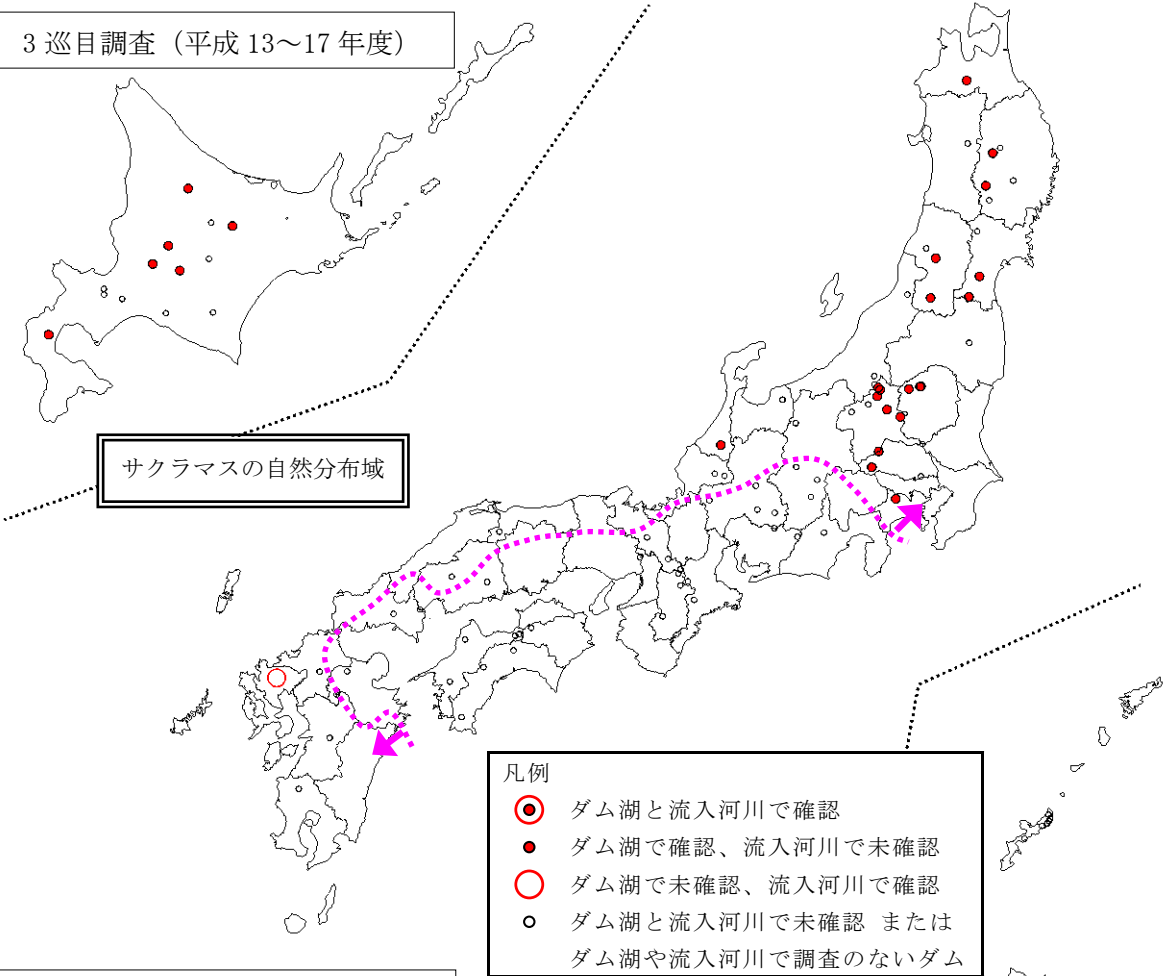 3 巡目調査（平成 13～17 年度）
サクラマスの自然分布域
凡例
ダム湖と流入河川で確認
ダム湖で確認、流入河川で未確認
ダム湖で未確認、流入河川で確認
ダム湖と流入河川で未確認 または
ダム湖や流入河川で調査のないダム